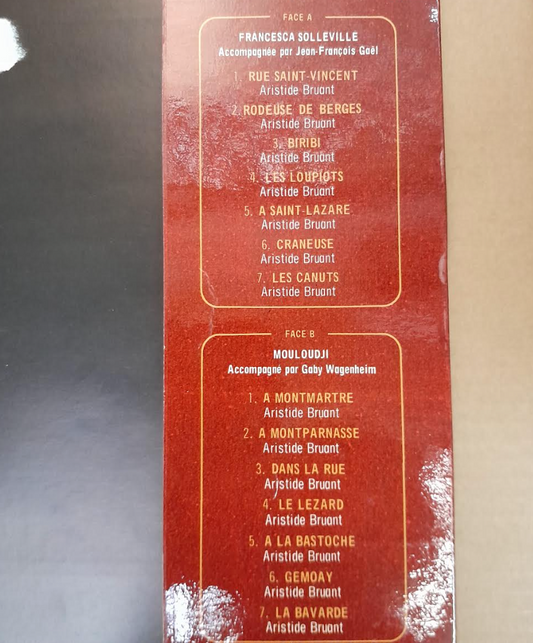 FACE A
FRANCESCA SOLLEVILLE
Accompagnée par Jean-François Gaël
1. RUE SAINT-VINCENT
Aristide Bruant
2. RODEUSE DE BERGES
Aristide Bruant
3. BIRIBI
Aristide Bruant
4. LES LOUPIOTS
Aristide Bruant
5. A SAINT-LAZARE
Aristide Bruant
6. CRANEUSE
Aristide Bruant
7. LES CANUTS
Aristide Bruant
FACE B
MOULOUDJI
Accompagné par Gaby Wagenheim
1. A MONTMARTRE
Aristide Bruant
2. A MONTPARNASSE
Aristide Bruant
3. DANS LA RUE
Aristide Bruant
4. LE LEZARD
Aristide Bruant
5. A LA BASTOCHE
Aristide Bruant
6. GEMOAY
Aristide Bruant
7. LA BAVARDE
Aristide Bruant